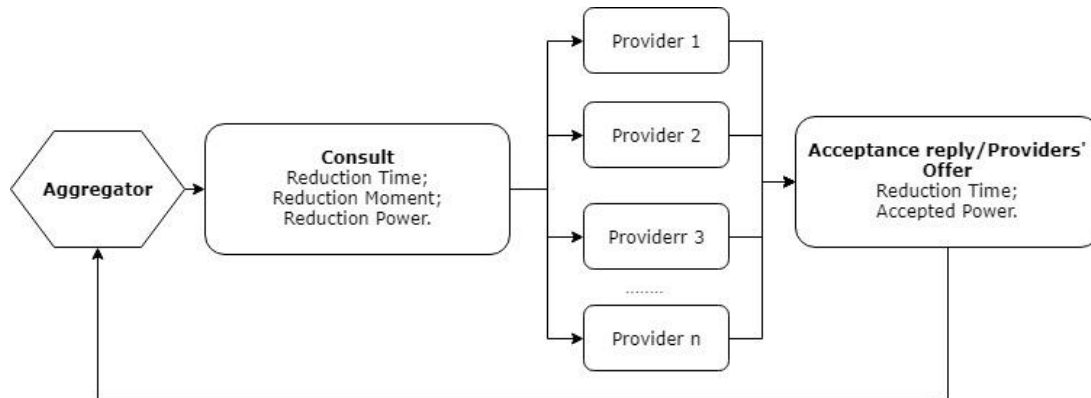 Aggregator
Consult
Reduction Time;
Reduction Moment;
Reduction Power.
Provider 1
Provider 2
Providerr 3
........
Provider n
Acceptance reply/Providers'
Offer
Reduction Time;
Accepted Power.